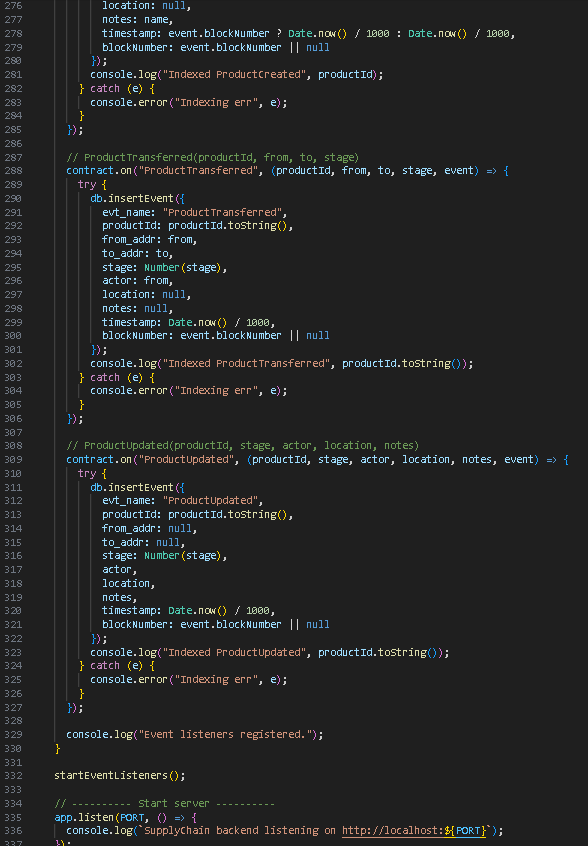 276 location: null,
277 notes: name,
278 timestamp: event.blockNumber ? Date.now() / 1000 : Date.now() / 1000,
279 blockNumber: event.blockNumber || null
280 });
281 console.log("Indexed ProductCreated", productId);
282 } catch (e) {
283 console.error("Indexing err", e);
284 }
285 });
286
287 // ProductTransferred(productId, from, to, stage)
288 contract.on("ProductTransferred", (productId, from, to, stage, event) => {
289 try {
290 db.insertEvent({
291 evt_name: "ProductTransferred",
292 productId: productId.toString(),
293 from_addr: from,
294 to_addr: to,
295 stage: Number(stage),
296 actor: from,
297 location: null,
298 notes: null,
299 timestamp: Date.now() / 1000,
300 blockNumber: event.blockNumber || null
301 });
302 console.log("Indexed ProductTransferred", productId.toString());
303 } catch (e) {
304 console.error("Indexing err", e);
305 }
306 });
307
308 // ProductUpdated(productId, stage, actor, location, notes)
309 contract.on("ProductUpdated", (productId, stage, actor, location, notes, event) => {
310 try {
311 db.insertEvent({
312 evt_name: "ProductUpdated",
313 productId: productId.toString(),
314 from_addr: null,
315 to_addr: null,
316 stage: Number(stage),
317 actor,
318 location,
319 notes,
320 timestamp: Date.now() / 1000,
321 blockNumber: event.blockNumber || null
322 });
323 console.log("Indexed ProductUpdated", productId.toString());
324 } catch (e) {
325 console.error("Indexing err", e);
326 }
327 });
328
329 console.log("Event listeners registered.");
330 }
331
332 startEventListeners();
333
334 // ---------- Start server ----------
335 app.listen(PORT, () => {
336 console.log(`SupplyChain backend listening on http://localhost:${PORT}`);
337 });